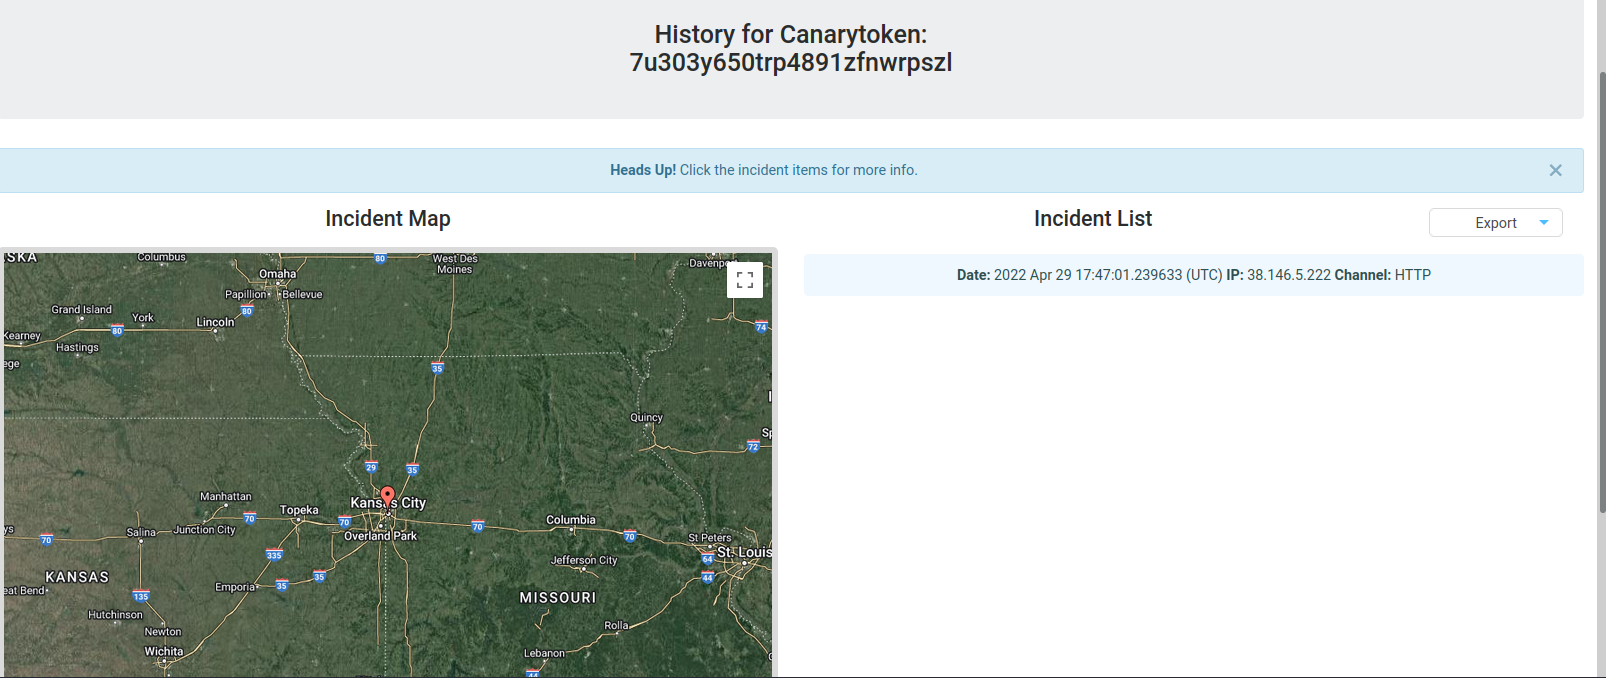 History for Canarytoken:
7u303y650trp4891zfnwrpszl
Heads Up! Click the incident items for more info.
×
Incident Map
Incident List
Export
Date: 2022 Apr 29 17:47:01.239633 (UTC) IP: 38.146.5.222 Channel: HTTP
SKA
Columbus
80
West Des
Moines
Davenpor
Omaha
Papillion
Bellevue
Grand Island
80
York
Lincoln
74
Kearney
80
Hastings
ege
35
Quincy
Sp
72
29
35
Manhattan
Kansas City
Topeka
70
70
70
Columbia
ys
70
Salina
Junction City
Overland Park
70
St Peters
335
St. Louis
64
Jefferson City
KANSAS
35
44
eat Bend
135
Emporia
35
MISSOURI
Hutchinson
Newton
Rolla
Wichita
Lebanon
44